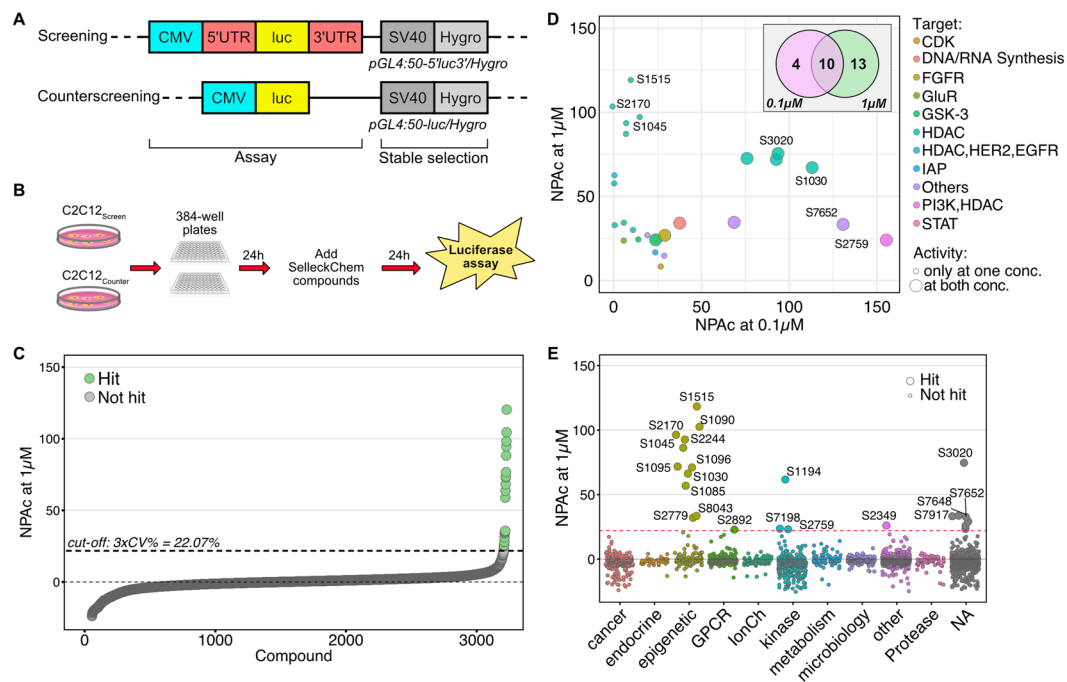 A
Screening
CMV 5'UTR luc 3'UTR SV40 Hygro
pGL4:50-5'luc3'/Hygro
Counterscreening
CMV luc SV40 Hygro
pGL4:50-luc/Hygro
Assay Stable selection
B
C2C12Screen
C2C12Counter
384-well
plates
24h
Add
SelleckChem
compounds
24h
Luciferase
assay
C
NPAc at 1µM
150
100
50
0
Hit
Not hit
cut-off: 3xCV% = 22.07%
0 1000 2000 3000
Compound
D
NPAc at 1µM
150
100
50
0
S1515
S2170
S1045
S3020
S1030
S7652
S2759
4 10 13
0.1µM 1µM
0 50 100 150
NPAc at 0.1µM
Target:
CDK
DNA/RNA Synthesis
FGFR
GluR
GSK-3
HDAC
HDAC,HER2,EGFR
IAP
Others
PI3K,HDAC
STAT
Activity:
only at one conc.
at both conc.
E
NPAc at 1µM
150
100
50
0
Hit
Not hit
S1515
S2170 S1090
S1045 S2244
S1095 S1096
S1030
S1085
S2779 S8043
S2892
S1194
S7198 S2759
S2349
S3020
S7648 S7652
S7917
cancer
endocrine
epigenetic
GPCR
IonCh
kinase
metabolism
microbiology
other
Protease
NA